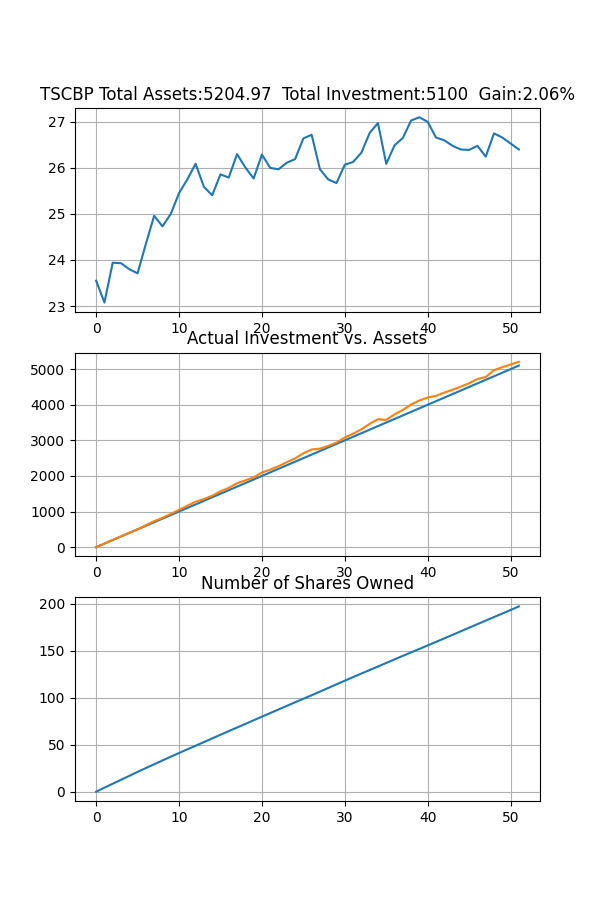 TSCBP Total Assets:5204.97  Total Investment:5100  Gain:2.06%
27
26
25
24
23
0 10 20 30 40 50
Actual Investment vs. Assets
5000
4000
3000
2000
1000
0
0 10 20 30 40 50
Number of Shares Owned
200
150
100
50
0
0 10 20 30 40 50